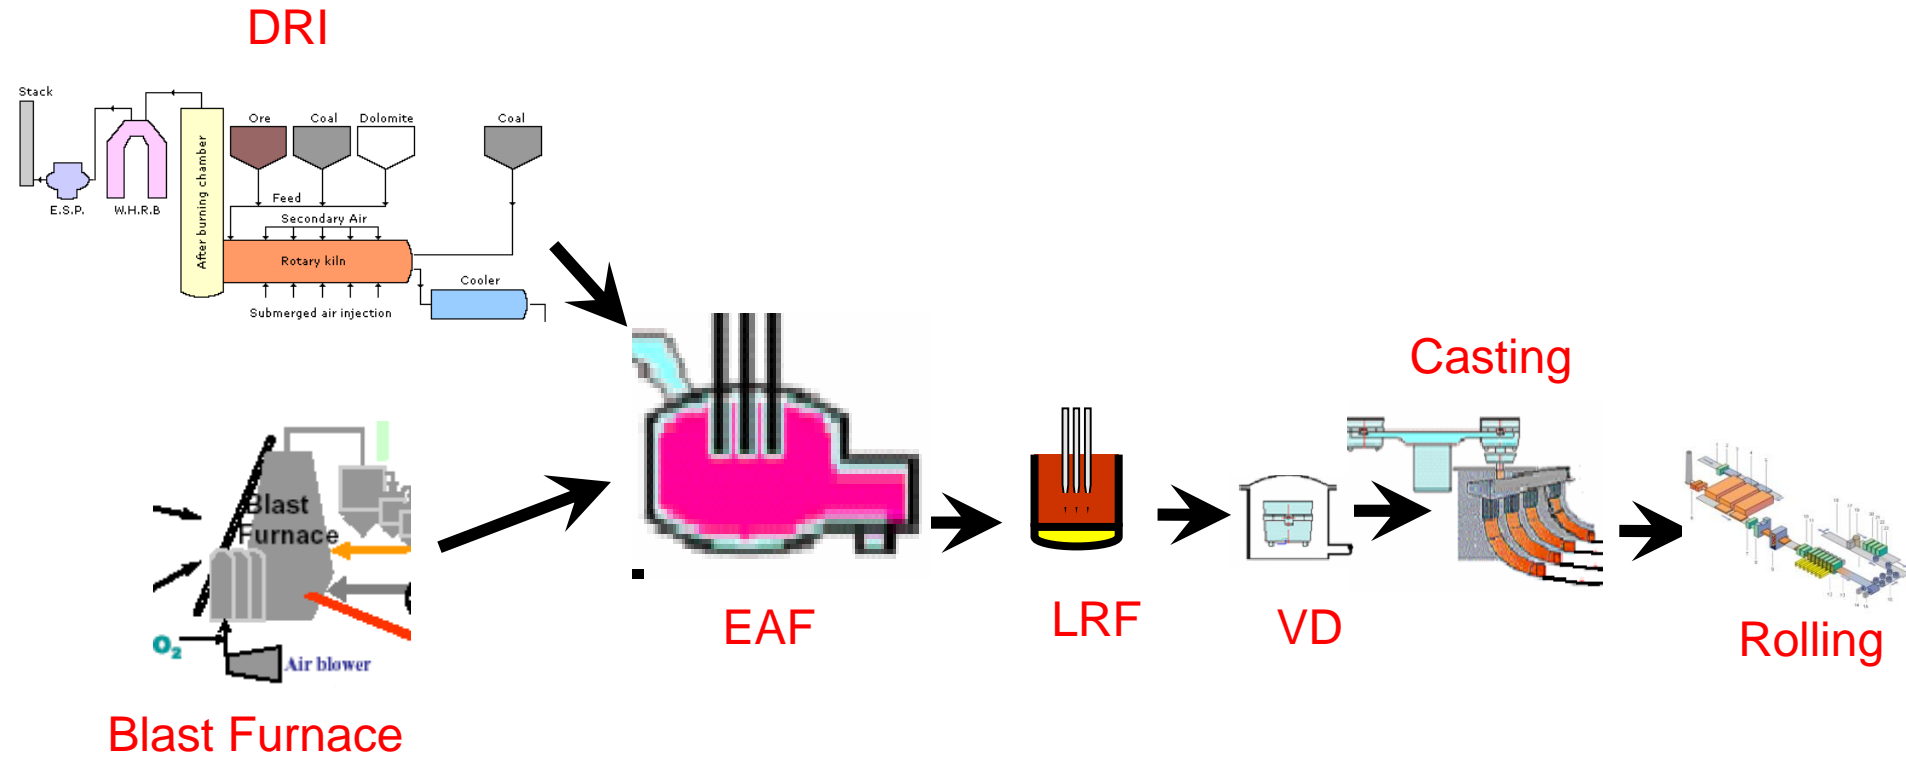 DRI
Stack
Ore
Coal
Dolomite
Coal
After burning chamber
Feed
E.S.P.
W.H.R.B
Secondary Air
Rotary kiln
Cooler
Submerged air injection
Casting
Blast
Furnace
EAF
LRF
VD
Rolling
O2
Air blower
Blast Furnace